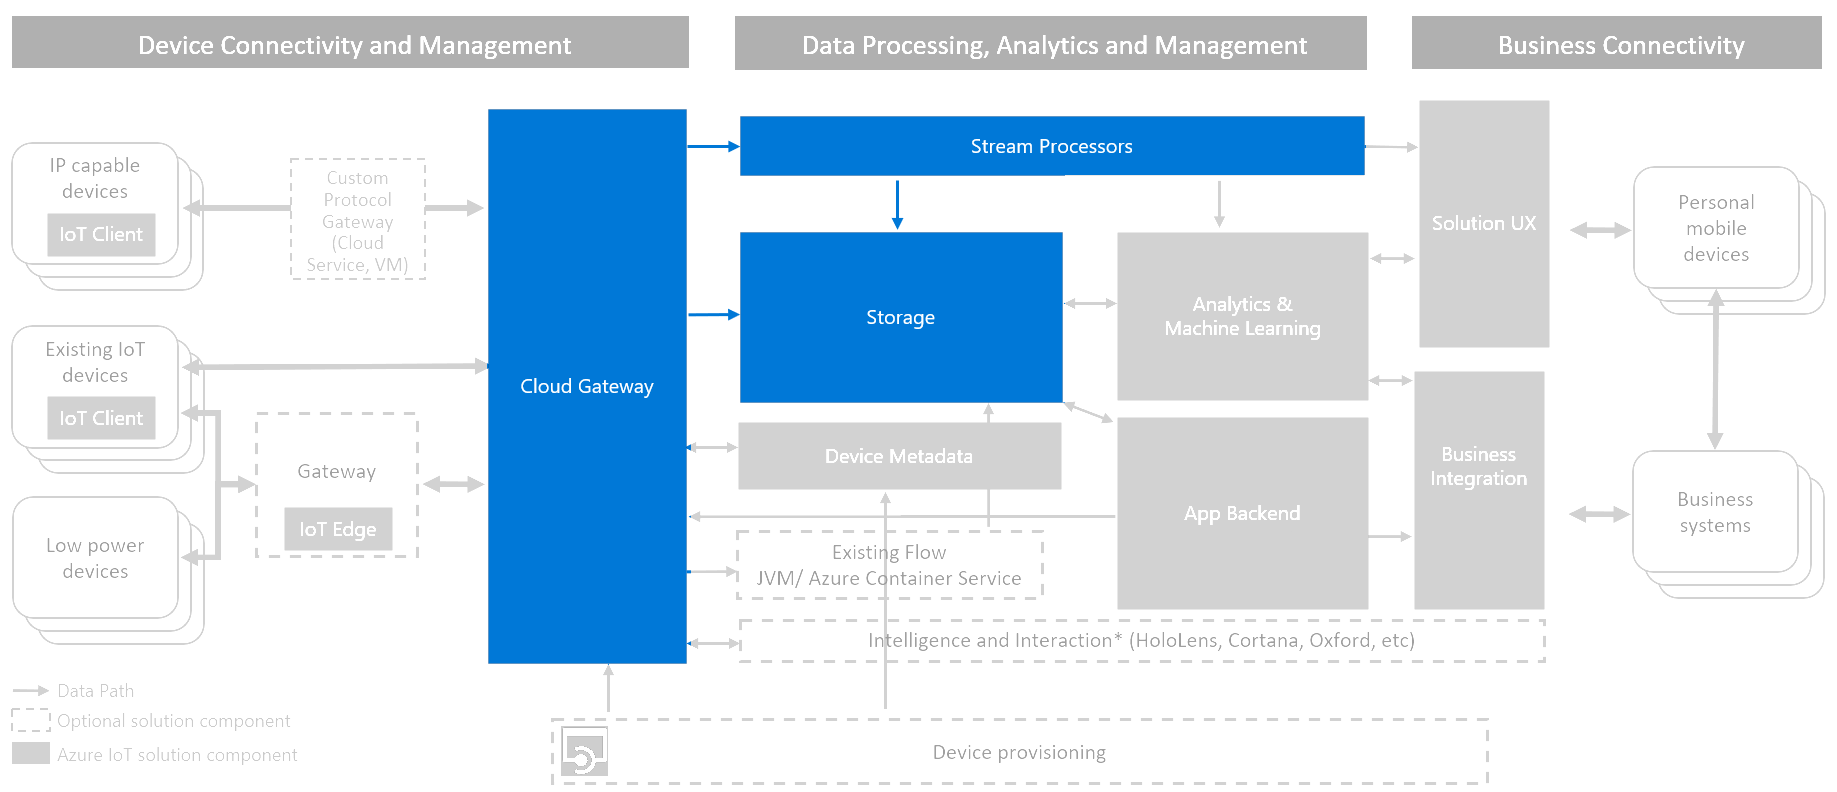 Device Connectivity and Management
Data Processing, Analytics and Management
Business Connectivity
IP capable
devices
IoT Client
Custom
Protocol
Gateway
(Cloud
Service, VM)
Existing IoT
devices
IoT Client
Gateway
IoT Edge
Low power
devices
Cloud Gateway
Stream Processors
Storage
Analytics &
Machine Learning
Device Metadata
App Backend
Existing Flow
JVM/ Azure Container Service
Intelligence and Interaction* (HoloLens, Cortana, Oxford, etc)
Solution UX
Business
Integration
Personal
mobile
devices
Business
systems
Data Path
Optional solution component
Azure IoT solution component
Device provisioning